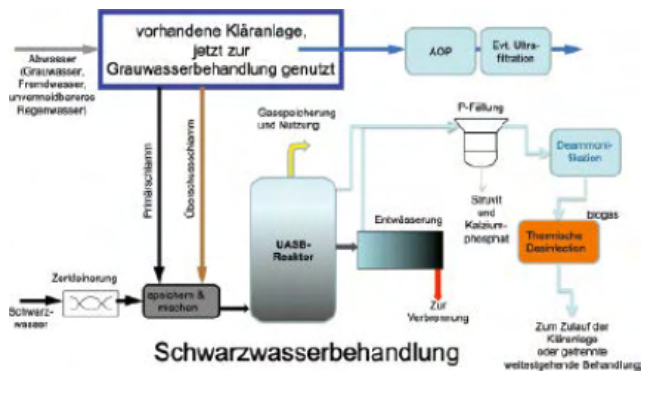 vorhandene Kläranlage,
jetzt zur
Grauwasserbehandlung genutzt
AOP
Evt. Ultra-
filtration
Abwasser
(Grauwasser,
Fremdwasser,
unvermeidbareres
Regenwasser)
Primärschlamm
Überschussschlamm
Gasspeicherung
und Nutzung
P-Fällung
Deammoni-
fikation
Struvit
und
Kalzium-
phosphat
biogas
Thermische
Desinfection
UASB-
Reaktor
Entwässerung
Zur
Verbrennung
Zerkleinerung
Schwarz-
wasser
speichern &
mischen
Zum Zulauf der
Kläranlage
oder getrennte
weitestgehende Behandlung
Schwarzwasserbehandlung